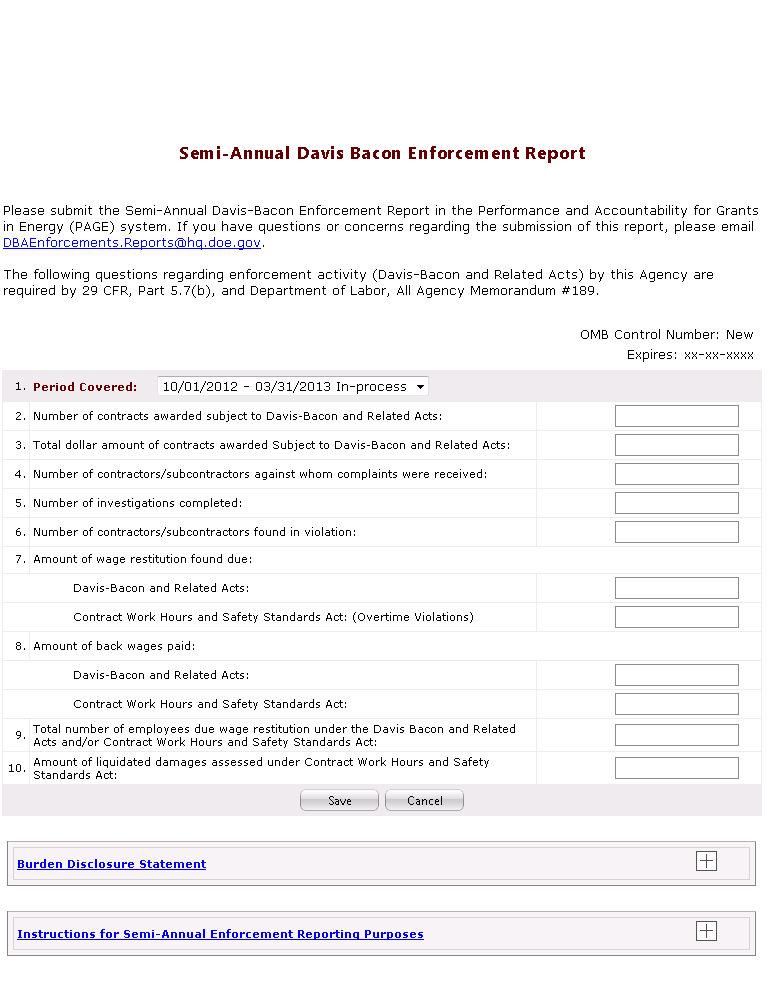 Semi-Annual Davis Bacon Enforcement Report
Please submit the Semi-Annual Davis-Bacon Enforcement Report in the Performance and Accountability for Grants
in Energy (PAGE) system. If you have questions or concerns regarding the submission of this report, please email
DBAEnforcements.Reports@hq.doe.gov.
The following questions regarding enforcement activity (Davis-Bacon and Related Acts) by this Agency are
required by 29 CFR, Part 5.7(b), and Department of Labor, All Agency Memorandum #189.
OMB Control Number: New
Expires: xx-xx-xxxx
1. Period Covered: 10/01/2012 - 03/31/2013 In-process
2. Number of contracts awarded subject to Davis-Bacon and Related Acts:
3. Total dollar amount of contracts awarded Subject to Davis-Bacon and Related Acts:
4. Number of contractors/subcontractors against whom complaints were received:
5. Number of investigations completed:
6. Number of contractors/subcontractors found in violation:
7. Amount of wage restitution found due:
Davis-Bacon and Related Acts:
Contract Work Hours and Safety Standards Act: (Overtime Violations)
8. Amount of back wages paid:
Davis-Bacon and Related Acts:
Contract Work Hours and Safety Standards Act:
9. Total number of employees due wage restitution under the Davis Bacon and Related
Acts and/or Contract Work Hours and Safety Standards Act:
10. Amount of liquidated damages assessed under Contract Work Hours and Safety
Standards Act:
Save Cancel
Burden Disclosure Statement
Instructions for Semi-Annual Enforcement Reporting Purposes